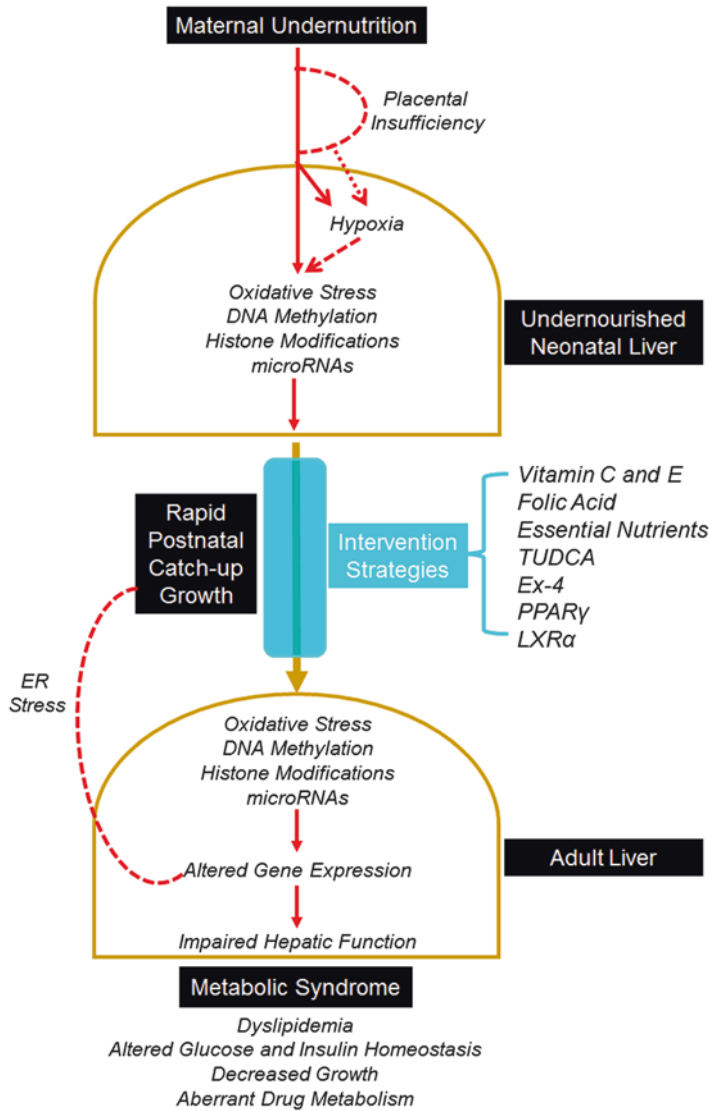 Maternal Undernutrition
Placental
Insufficiency
Hypoxia
Oxidative Stress
DNA Methylation
Histone Modifications
microRNAs
Undernourished
Neonatal Liver
Rapid
Postnatal
Catch-up
Growth
Intervention
Strategies
Vitamin C and E
Folic Acid
Essential Nutrients
TUDCA
Ex-4
PPARγ
LXRα
ER
Stress
Oxidative Stress
DNA Methylation
Histone Modifications
microRNAs
Altered Gene Expression
Impaired Hepatic Function
Adult Liver
Metabolic Syndrome
Dyslipidemia
Altered Glucose and Insulin Homeostasis
Decreased Growth
Aberrant Drug Metabolism